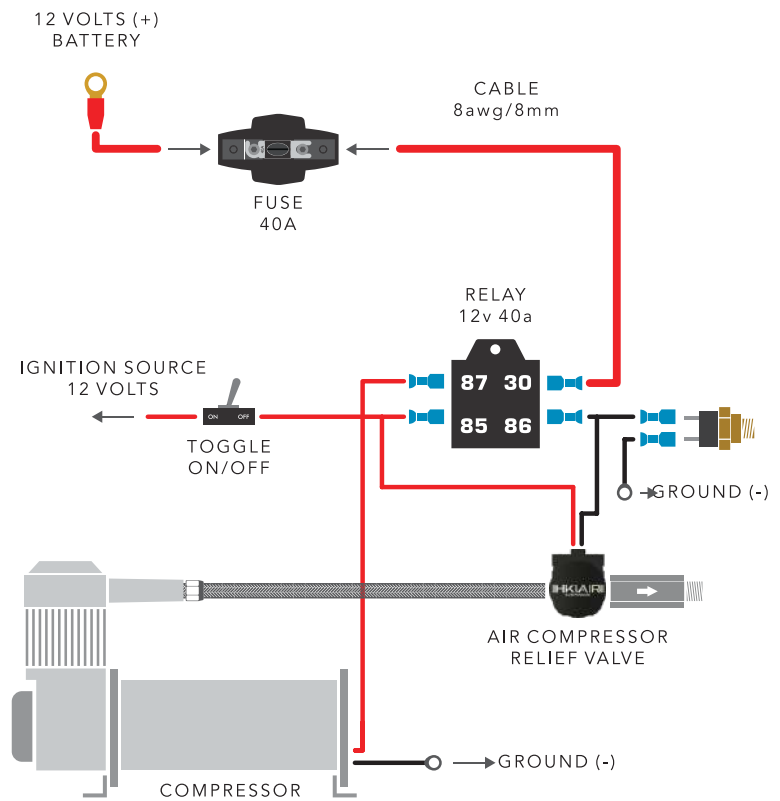 12 VOLTS (+)
BATTERY
CABLE
8awg/8mm
FUSE
40A
RELAY
12v 40a
IGNITION SOURCE
12 VOLTS
87 30
85 86
ON OFF
TOGGLE
ON/OFF
GROUND (-)
AIR COMPRESSOR
RELIEF VALVE
GROUND (-)
COMPRESSOR